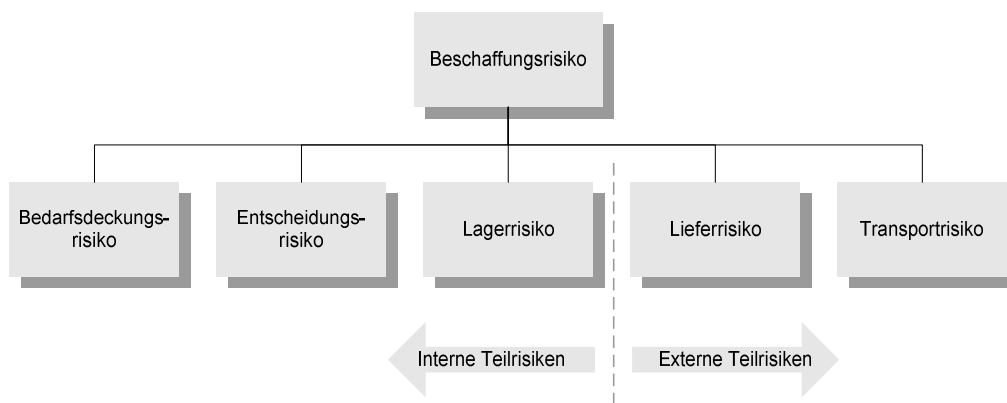 Beschaffungsrisiko
Bedarfsdeckungs-
risiko
Entscheidungs-
risiko
Lagerrisiko
Lieferrisiko
Transportrisiko
Interne Teilrisiken
Externe Teilrisiken